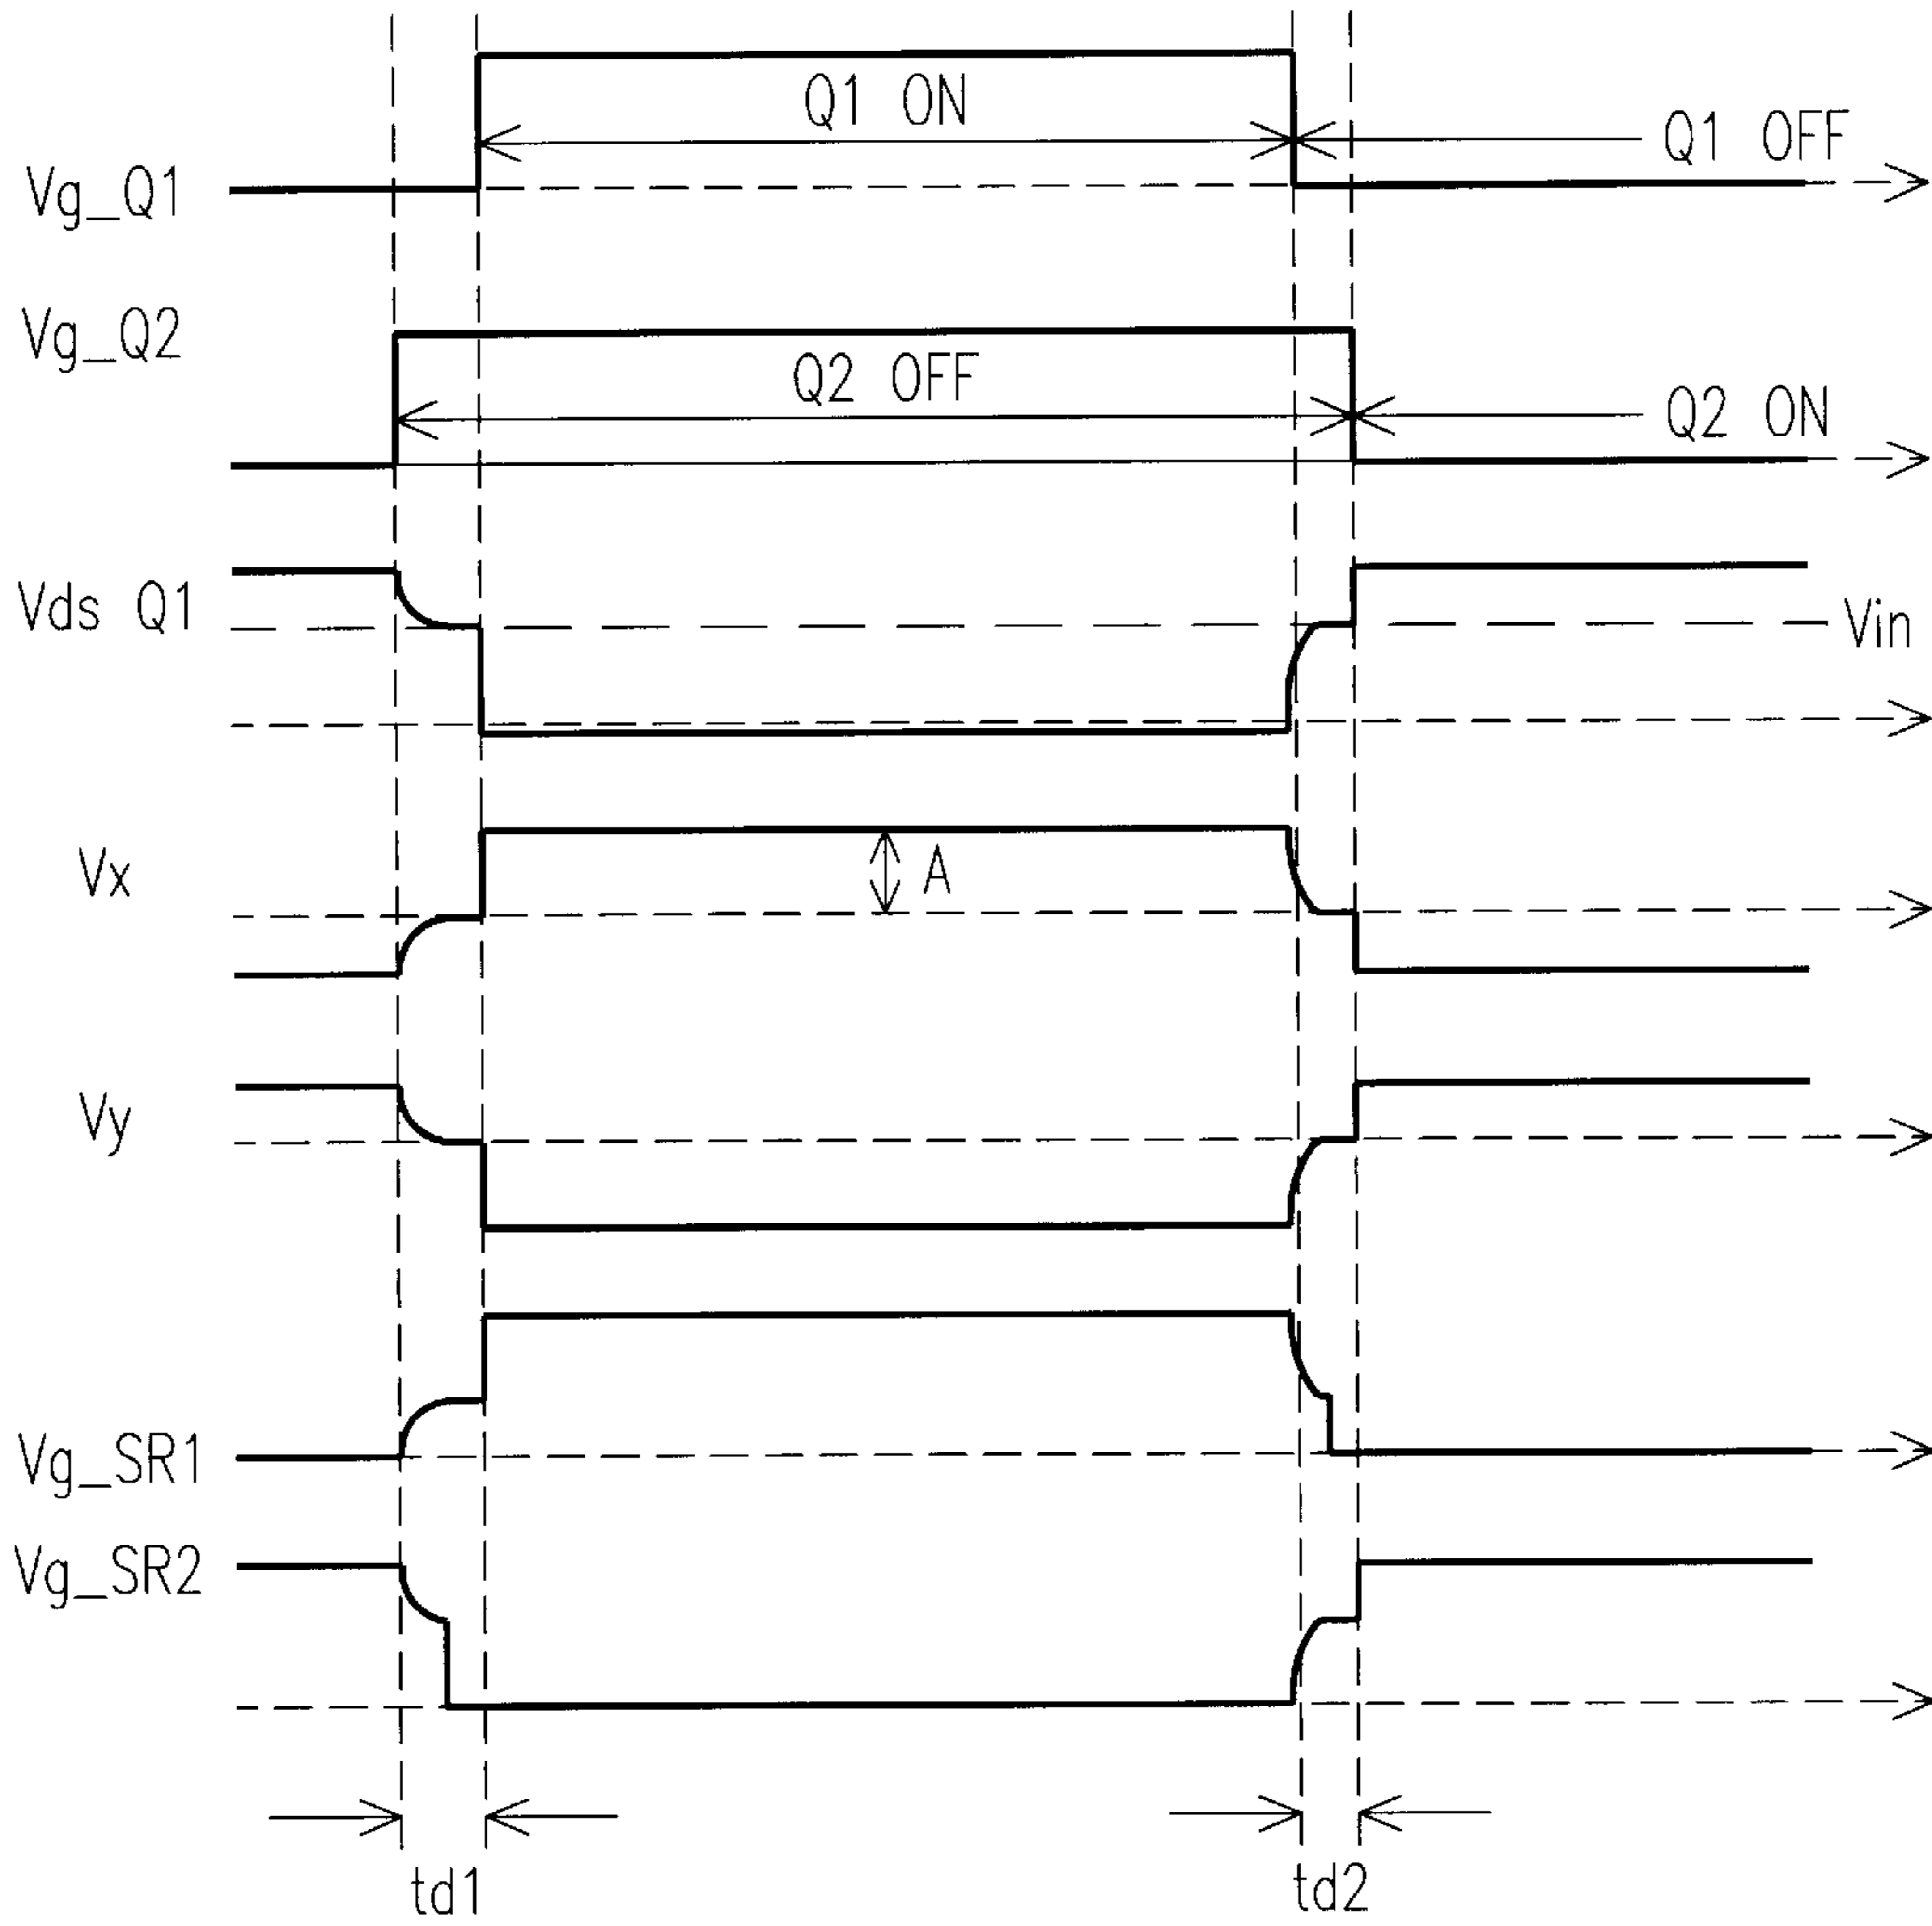 Q1 ON
Q1 OFF
Vg_Q1
Vg_Q2
Q2 OFF
Q2 ON
Vds Q1
Vin
Vx
A
Vy
Vg_SR1
Vg_SR2
td1
td2